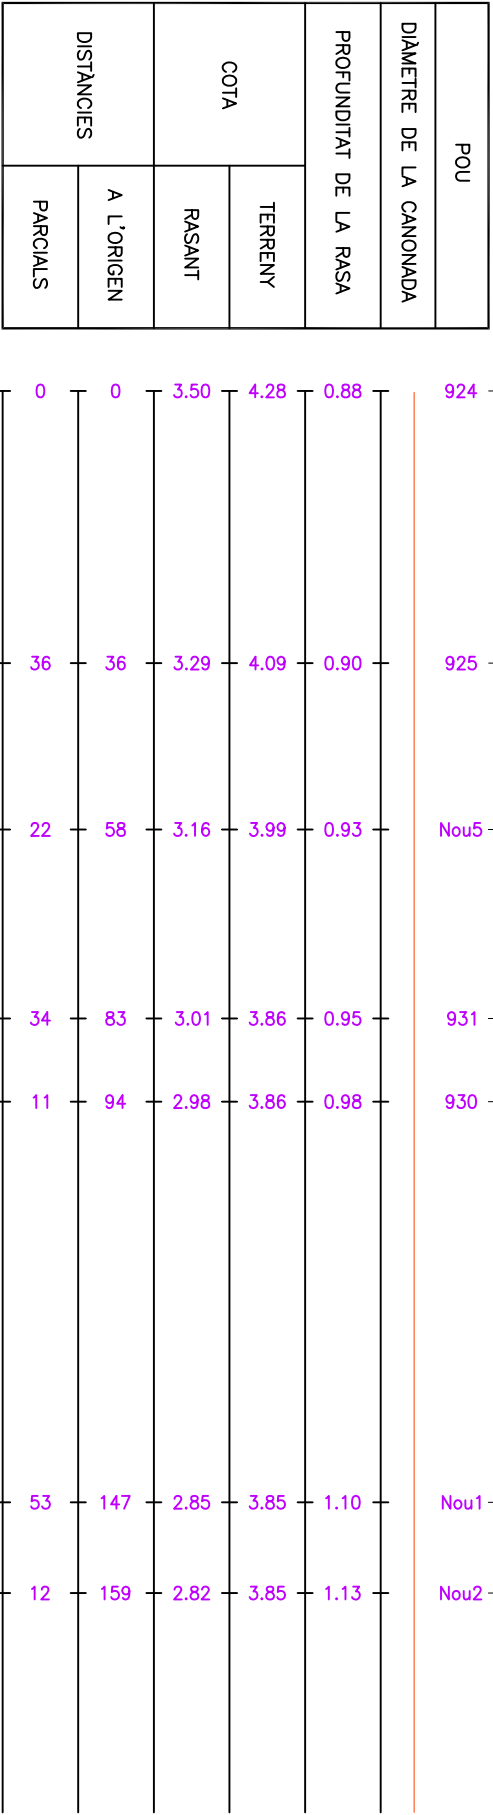 POU
DIÀMETRE DE LA CANONADA
PROFUNDITAT DE LA RASA
COTA
TERRENY
RASANT
DISTÀNCIES
A L'ORIGEN
PARCIALS
0 0 3.50 4.28 0.88 924
36 36 3.29 4.09 0.90 925
22 58 3.16 3.99 0.93 Nou5
34 83 3.01 3.86 0.95 931
11 94 2.98 3.86 0.98 930
53 147 2.85 3.85 1.10 Nou1
12 159 2.82 3.85 1.13 Nou2